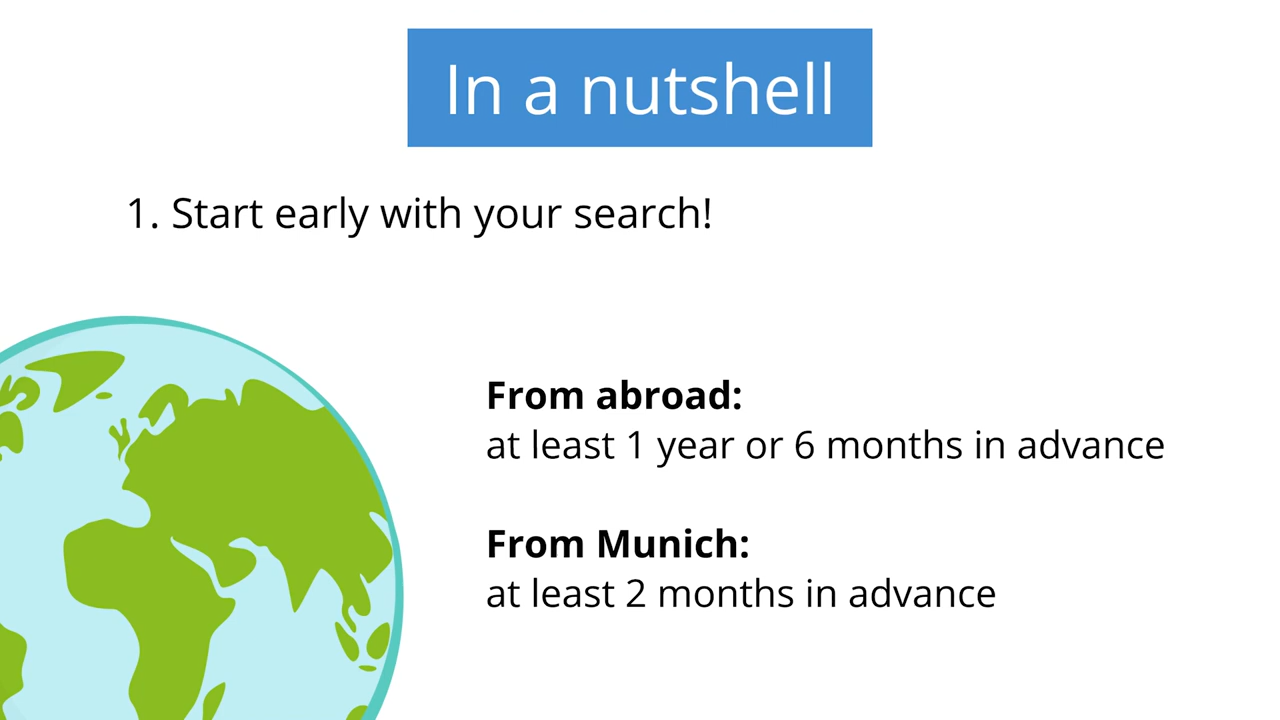 In a nutshell
1. Start early with your search!
From abroad:
at least 1 year or 6 months in advance
From Munich:
at least 2 months in advance